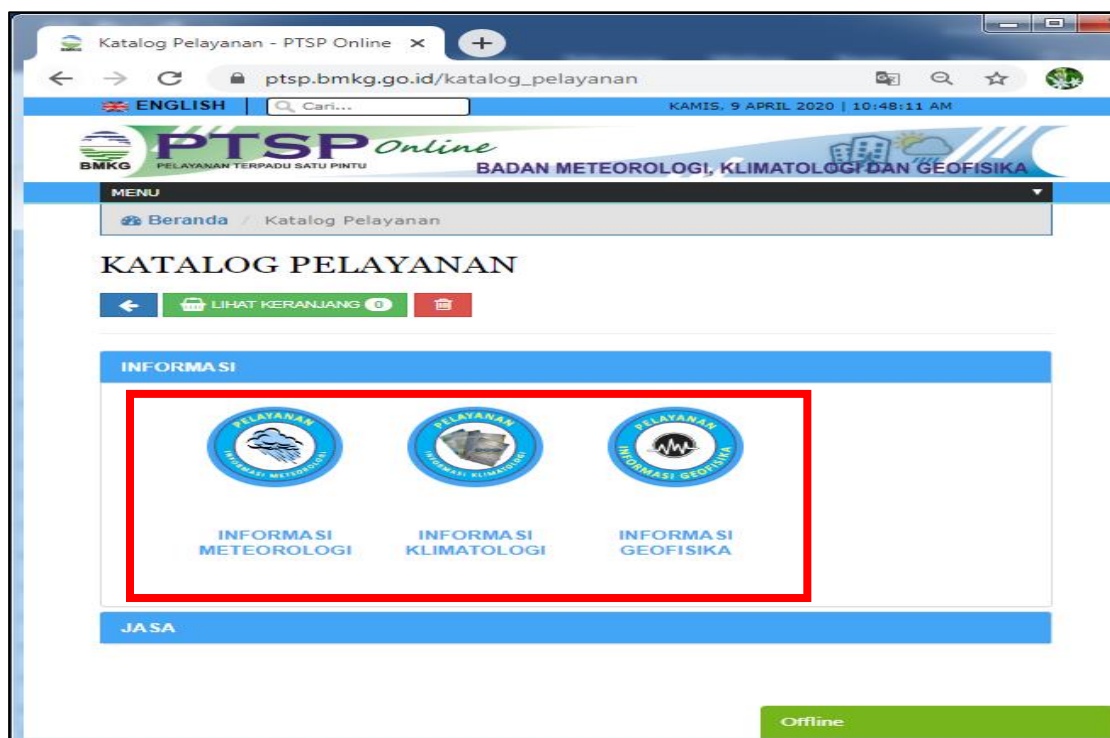 Katalog Pelayanan - PTSP Online
ptsp.bmkg.go.id/katalog_pelayanan
ENGLISH | Cari... KAMIS, 9 APRIL 2020 | 10:48:11 AM
BMKG PTSP Online
PELAYANAN TERPADU SATU PINTU
BADAN METEOROLOGI, KLIMATOLOGI DAN GEOFISIKA
MENU
Beranda / Katalog Pelayanan
KATALOG PELAYANAN
LIHAT KERANJANG 0
INFORMASI
PELAYANAN INFORMASI METEOROLOGI
PELAYANAN INFORMASI KLIMATOLOGI
PELAYANAN INFORMASI GEOFISIKA
INFORMASI METEOROLOGI
INFORMASI KLIMATOLOGI
INFORMASI GEOFISIKA
JASA
Offline